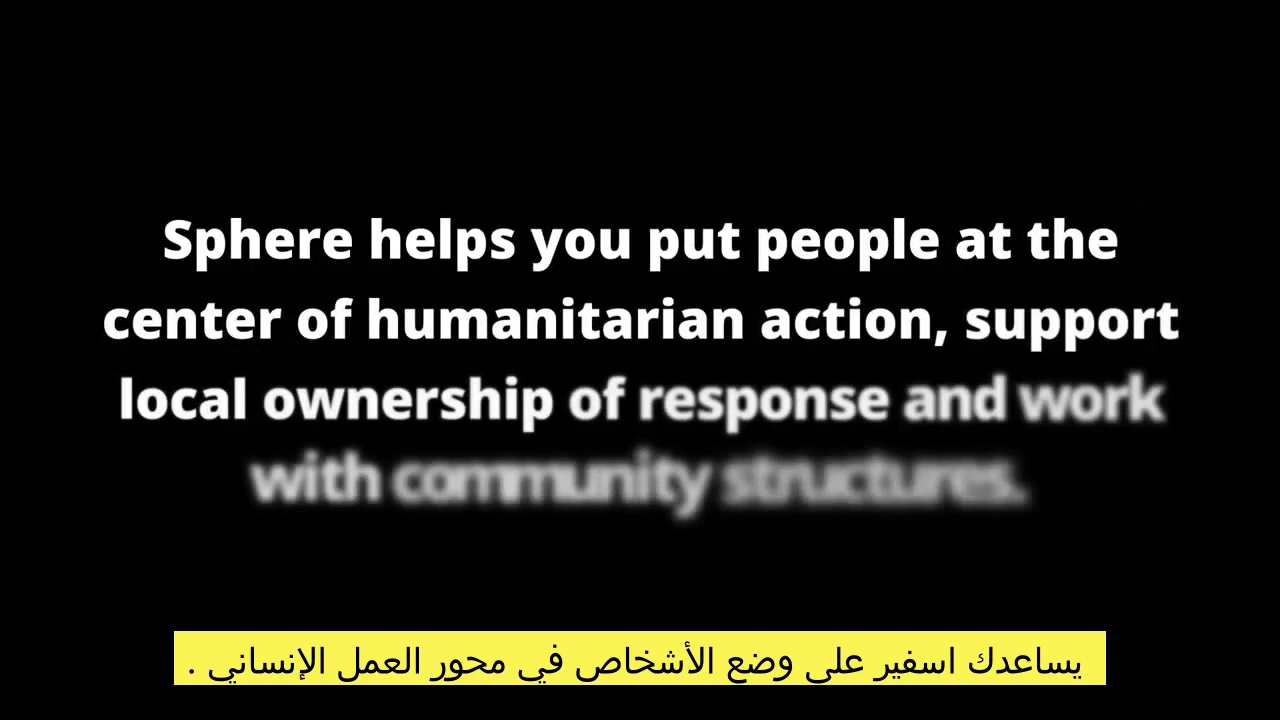 Sphere helps you put people at the
center of humanitarian action, support
local ownership of response and work
with community structures.
يساعدك اسفير على وضع الأشخاص في محور العمل الإنساني .